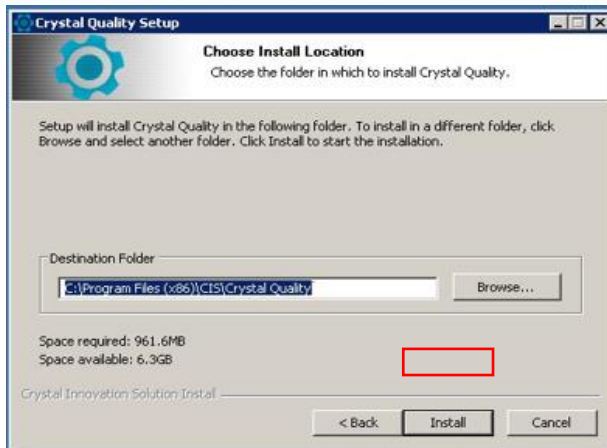 Crystal Quality Setup
Choose Install Location
Choose the folder in which to install Crystal Quality.
Setup will install Crystal Quality in the following folder. To install in a different folder, click
Browse and select another folder. Click Install to start the installation.
Destination Folder
C:\Program Files (x86)\CIS\Crystal Quality
Browse...
Space required: 961.6MB
Space available: 6.3GB
Crystal Innovation Solution Install
< Back
Install
Cancel